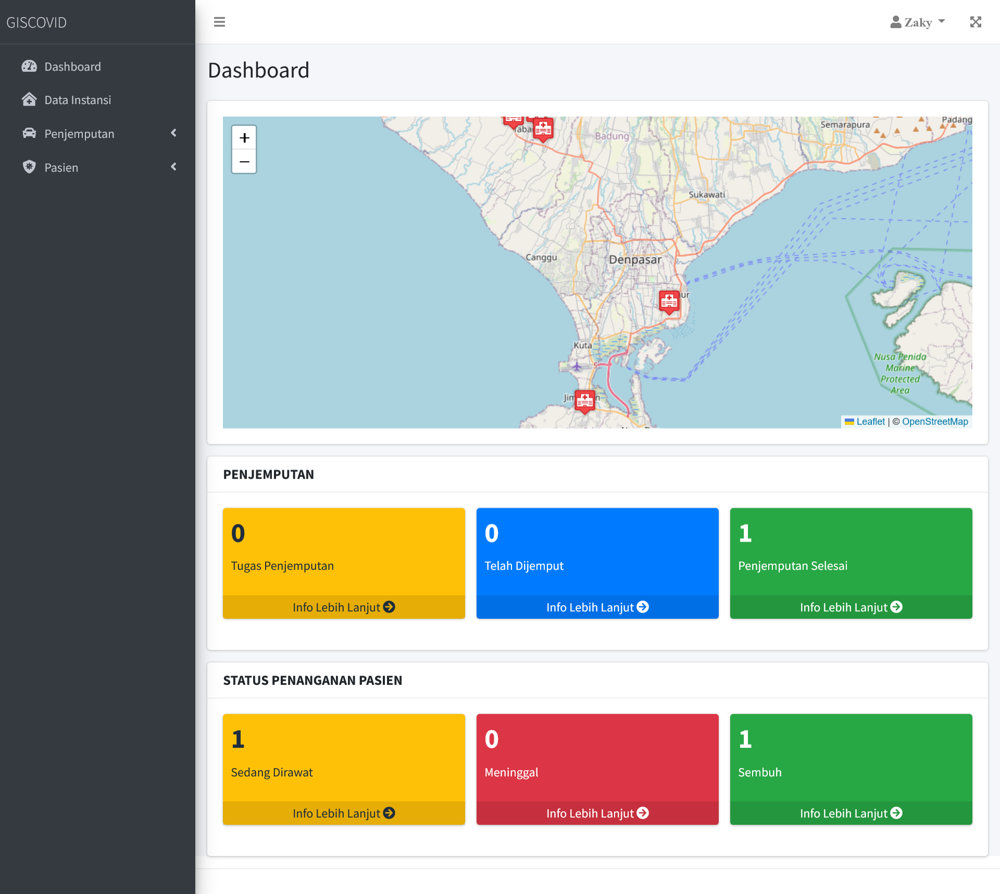 GISCOVID
Zaky
Dashboard
Data Instansi
Penjemputan
Pasien
Dashboard
+
−
Badung
Semarapura
Padang
Sukawati
Canggu
Denpasar
Kuta
5
Nusa Penida
Marine
Protected
Area
Leaflet | © OpenStreetMap
PENJEMPUTAN
0
Tugas Penjemputan
Info Lebih Lanjut
0
Telah Dijemput
Info Lebih Lanjut
1
Penjemputan Selesai
Info Lebih Lanjut
STATUS PENANGANAN PASIEN
1
Sedang Dirawat
Info Lebih Lanjut
0
Meninggal
Info Lebih Lanjut
1
Sembuh
Info Lebih Lanjut